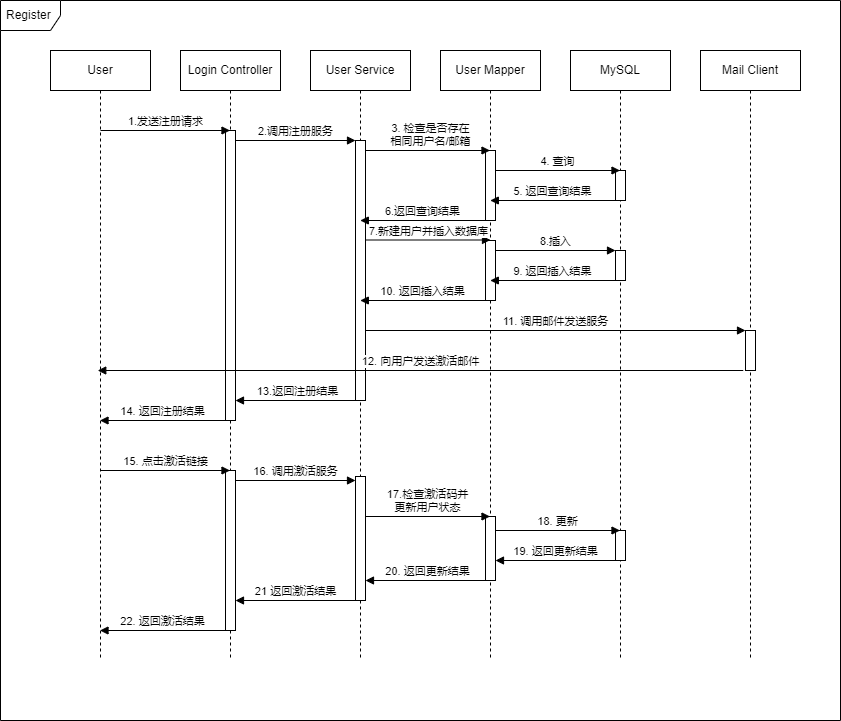 Register
User
Login Controller
User Service
User Mapper
MySQL
Mail Client
1.发送注册请求
2.调用注册服务
3. 检查是否存在
相同用户名/邮箱
4. 查询
5. 返回查询结果
6.返回查询结果
7.新建用户并插入数据库
8.插入
9. 返回插入结果
10. 返回插入结果
11. 调用邮件发送服务
12. 向用户发送激活邮件
13.返回注册结果
14. 返回注册结果
15. 点击激活链接
16. 调用激活服务
17.检查激活码并
更新用户状态
18. 更新
19. 返回更新结果
20. 返回更新结果
21 返回激活结果
22. 返回激活结果